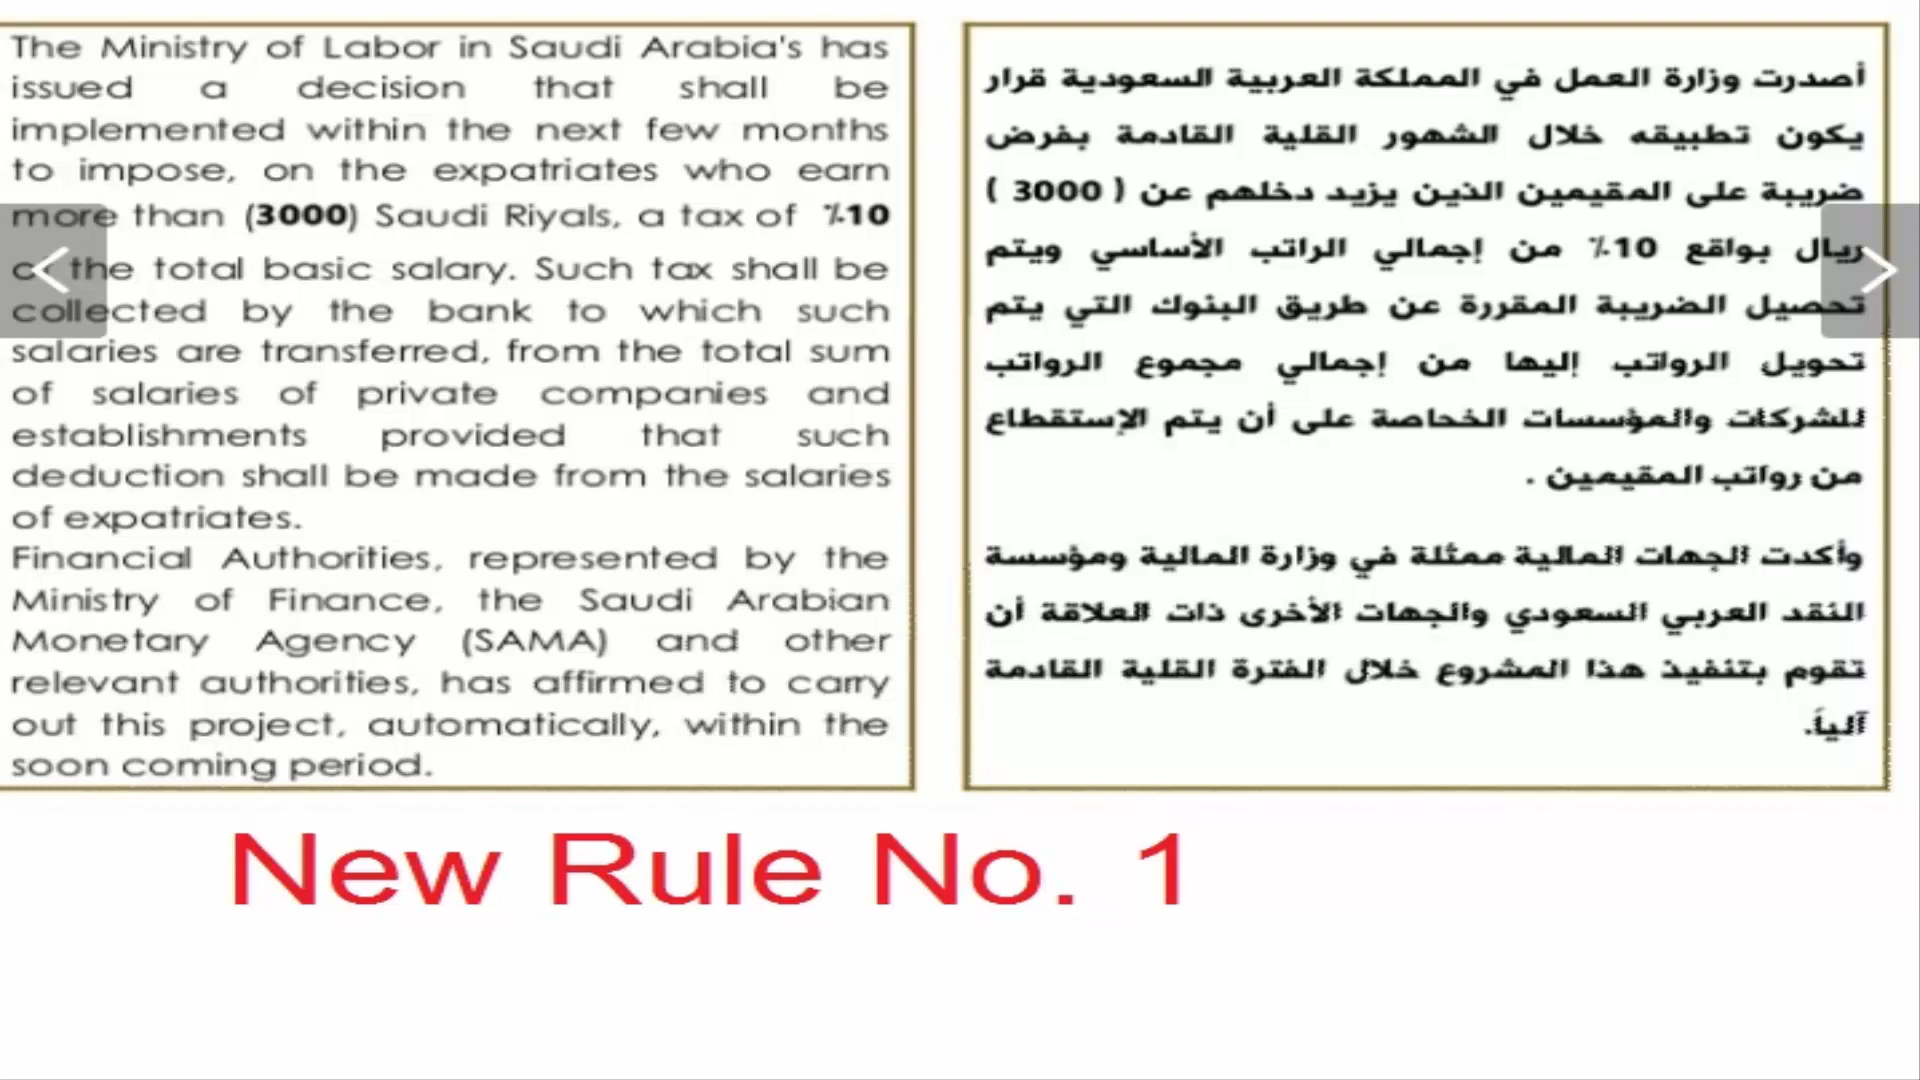 The Ministry of Labor in Saudi Arabia's has
issued a decision that shall be
implemented within the next few months
to impose, on the expatriates who earn
more than (3000) Saudi Riyals, a tax of ٪10
the total basic salary. Such tax shall be
collected by the bank to which such
salaries are transferred, from the total sum
of salaries of private companies and
establishments provided that such
deduction shall be made from the salaries
of expatriates.
Financial Authorities, represented by the
Ministry of Finance, the Saudi Arabian
Monetary Agency (SAMA) and other
relevant authorities, has affirmed to carry
out this project, automatically, within the
soon coming period.
أصدرت وزارة العمل في المملكة العربية السعودية قرار
يكون تطبيقه خلال الشهور القلية القادمة بفرض
ضريبة على المقيمين الذين يزيد دخلهم عن ( 3000 )
ريال بواقع 10٪ من إجمالي الراتب الأساسي ويتم
تحصيل الضريبة المقررة عن طريق البنوك التي يتم
تحويل الرواتب إليها من إجمالي مجموع الرواتب
للشركات والمؤسسات الخحاصة على أن يتم الإستقطاع
من رواتب المقيمين .
وأكدت الجهات المالية ممثلة في وزارة المالية ومؤسسة
النقد العربي السعودي والجهات الأخرى ذات العلاقة أن
تقوم بتنفيذ هذا المشروع خلال الفترة القلية القادمة
آلياً.
New Rule No. 1